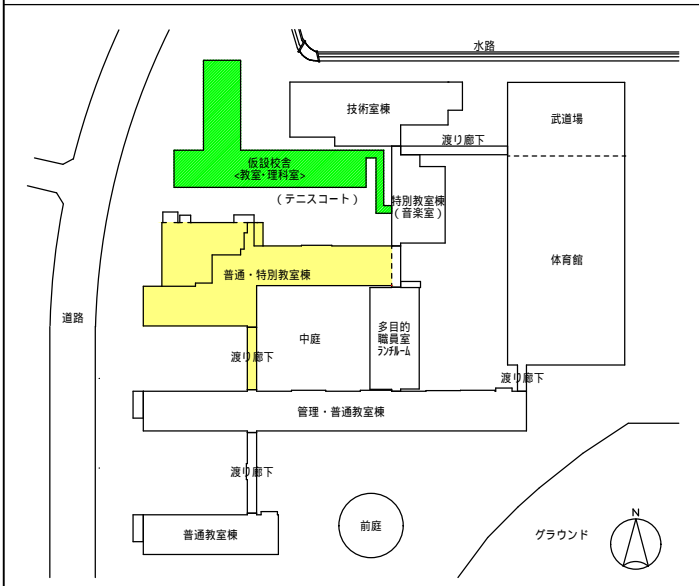 水路
技術室棟
武道場
渡り廊下
仮設校舎
<教室・理科室>
(テニスコート)
特別教室棟
(音楽室)
体育館
普通・特別教室棟
道路
中庭
多目的
職員室
ランチルーム
渡り廊下
渡り廊下
管理・普通教室棟
渡り廊下
普通教室棟
前庭
グラウンド
N